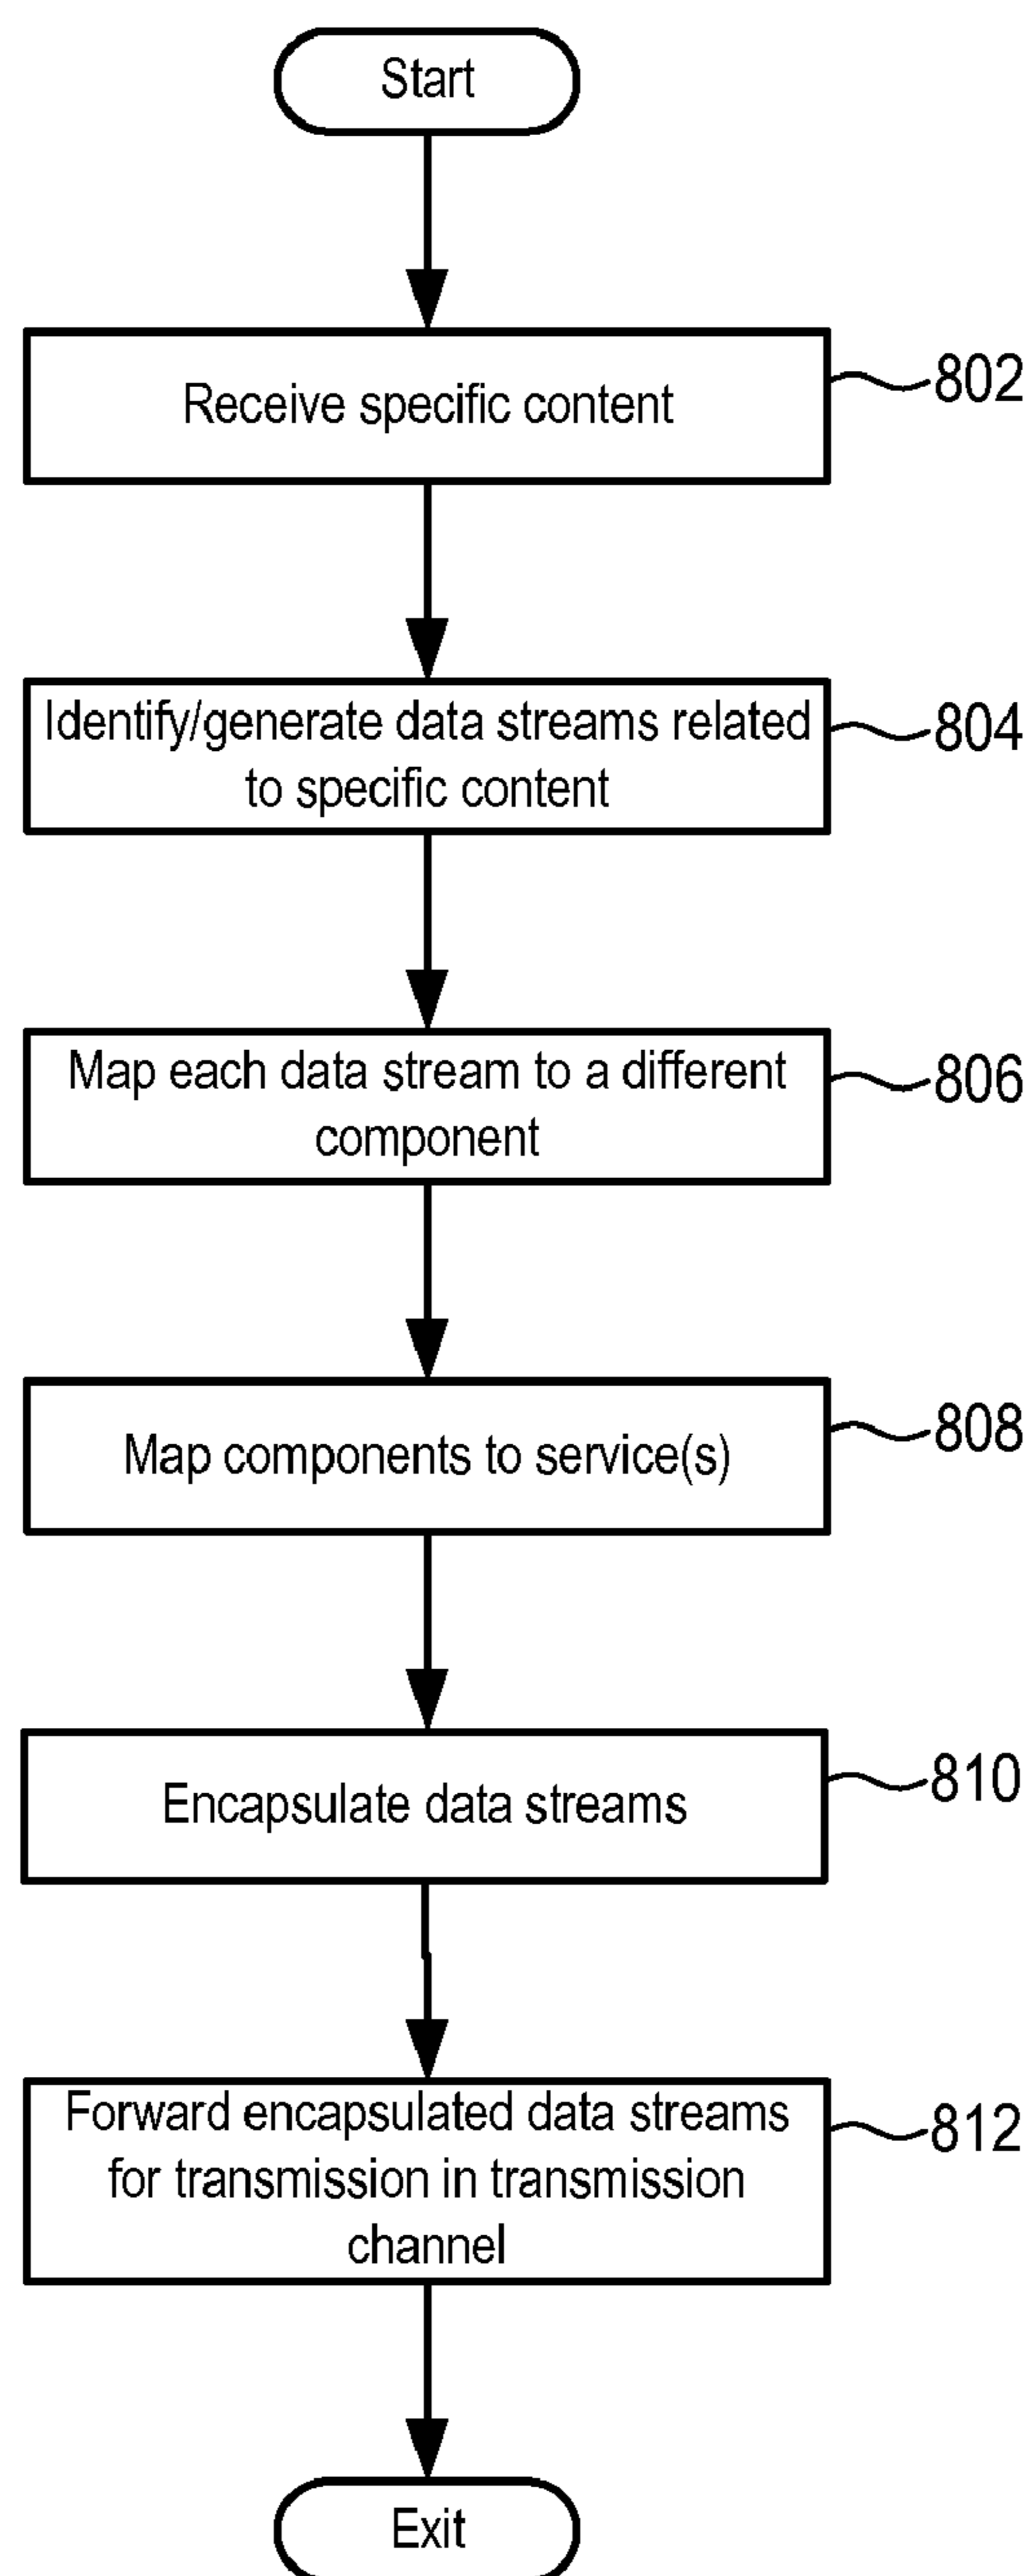 Start
Receive specific content
802
Identify/generate data streams related
to specific content
804
Map each data stream to a different
component
806
Map components to service(s)
808
Encapsulate data streams
810
Forward encapsulated data streams
for transmission in transmission
channel
812
Exit